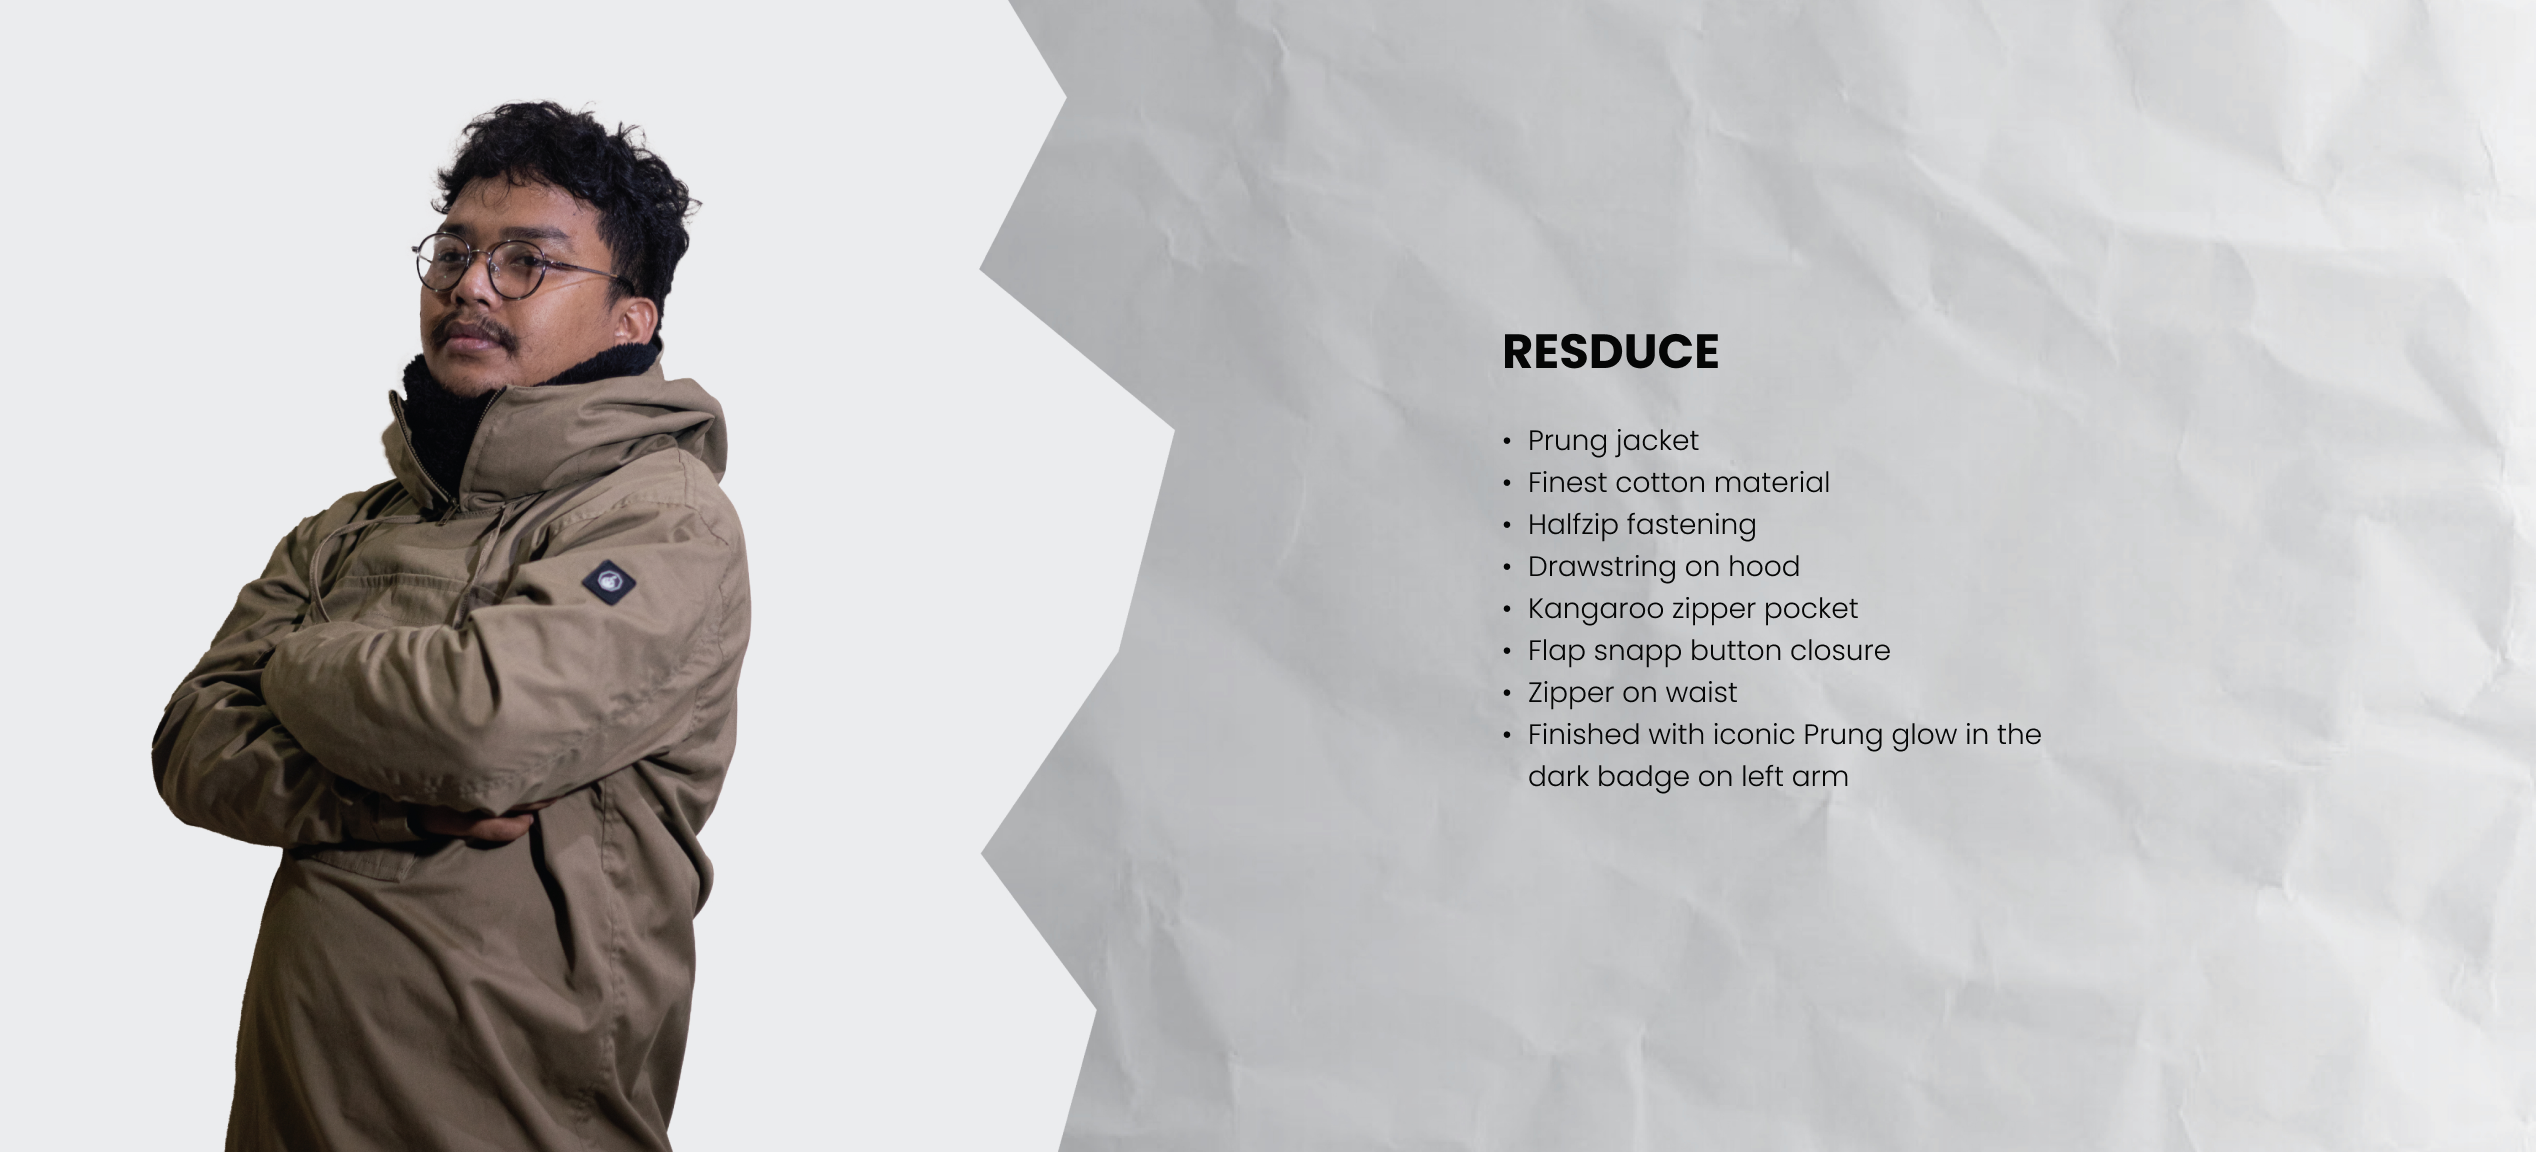 RESDUCE
• Prung jacket
• Finest cotton material
• Halfzip fastening
• Drawstring on hood
• Kangaroo zipper pocket
• Flap snapp button closure
• Zipper on waist
• Finished with iconic Prung glow in the
dark badge on left arm